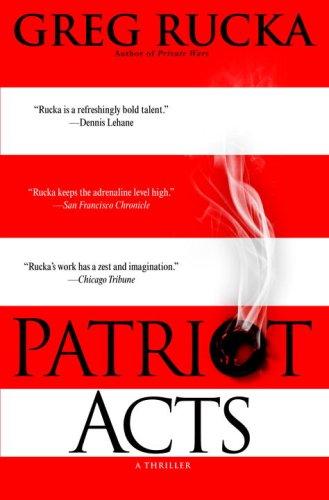 GREG RUCKA
Author of Private Wars
“Rucka is a refreshingly bold talent.”
—Dennis Lehane
“Rucka keeps the adrenaline level high.”
—San Francisco Chronicle
“Rucka's work has a zest and imagination.”
—Chicago Tribune
PATRIOT
ACTS
A THRILLER